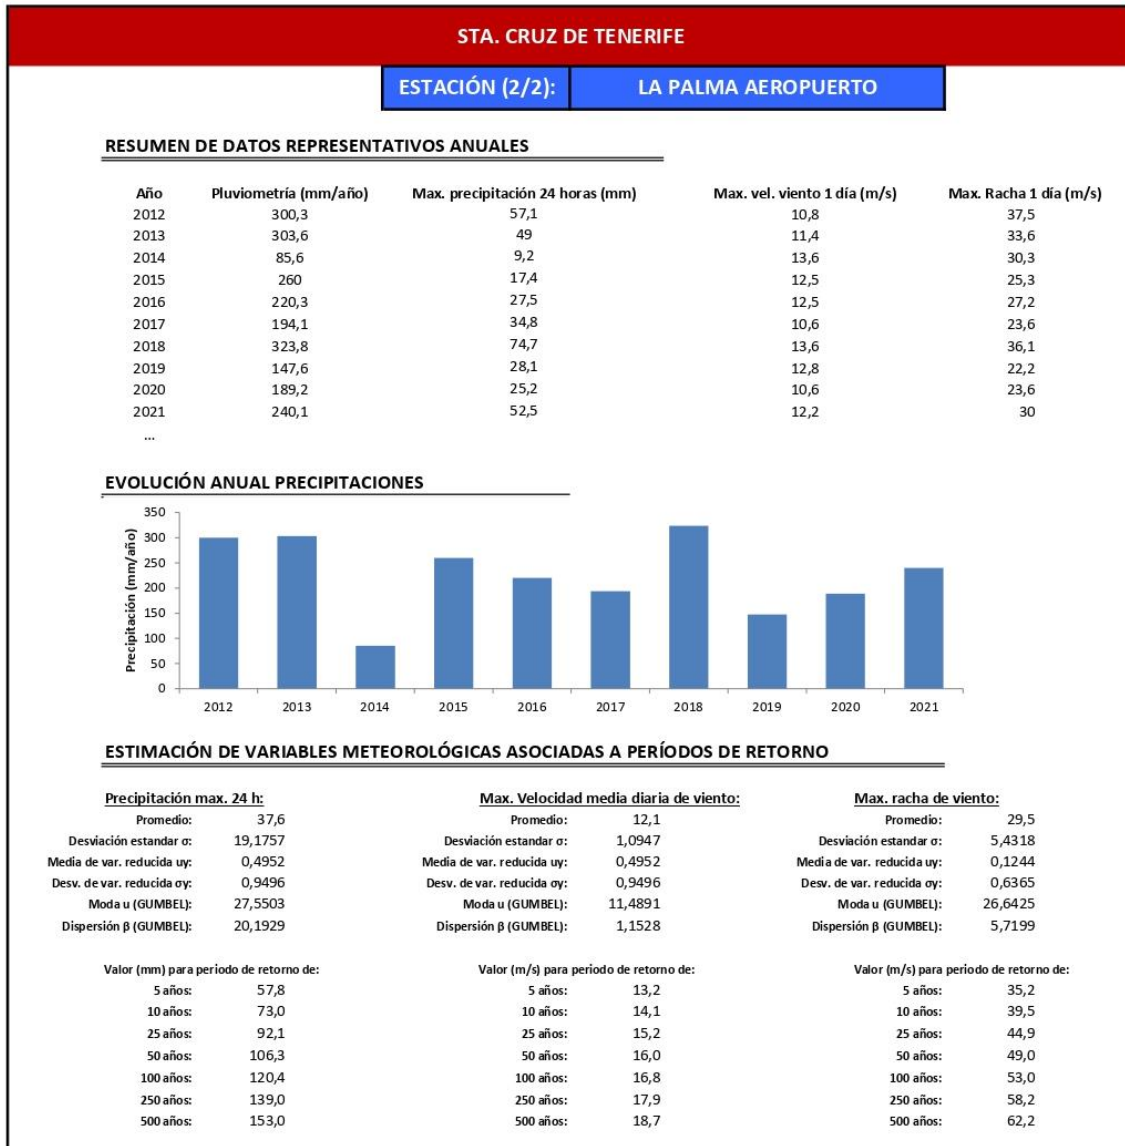 STA. CRUZ DE TENERIFE
ESTACIÓN (2/2): LA PALMA AEROPUERTO
RESUMEN DE DATOS REPRESENTATIVOS ANUALES
Año Pluviometría (mm/año) Max. precipitación 24 horas (mm) Max. vel. viento 1 día (m/s) Max. Racha 1 día (m/s)
2012 300,3 57,1 10,8 37,5
2013 303,6 49 11,4 33,6
2014 85,6 9,2 13,6 30,3
2015 260 17,4 12,5 25,3
2016 220,3 27,5 12,5 27,2
2017 194,1 34,8 10,6 23,6
2018 323,8 74,7 13,6 36,1
2019 147,6 28,1 12,8 22,2
2020 189,2 25,2 10,6 23,6
2021 240,1 52,5 12,2 30
...
EVOLUCIÓN ANUAL PRECIPITACIONES
Precipitación (mm/año)
350
300
250
200
150
100
50
0
2012 2013 2014 2015 2016 2017 2018 2019 2020 2021
ESTIMACIÓN DE VARIABLES METEOROLÓGICAS ASOCIADAS A PERÍODOS DE RETORNO
Precipitación max. 24 h: Max. Velocidad media diaria de viento: Max. racha de viento:
Promedio: 37,6 Promedio: 12,1 Promedio: 29,5
Desviación estandar σ: 19,1757 Desviación estandar σ: 1,0947 Desviación estandar σ: 5,4318
Media de var. reducida uy: 0,4952 Media de var. reducida uy: 0,4952 Media de var. reducida uy: 0,1244
Desv. de var. reducida σy: 0,9496 Desv. de var. reducida σy: 0,9496 Desv. de var. reducida σy: 0,6365
Moda u (GUMBEL): 27,5503 Moda u (GUMBEL): 11,4891 Moda u (GUMBEL): 26,6425
Dispersión β (GUMBEL): 20,1929 Dispersión β (GUMBEL): 1,1528 Dispersión β (GUMBEL): 5,7199
Valor (mm) para periodo de retorno de: Valor (m/s) para periodo de retorno de: Valor (m/s) para periodo de retorno de:
5 años: 57,8 5 años: 13,2 5 años: 35,2
10 años: 73,0 10 años: 14,1 10 años: 39,5
25 años: 92,1 25 años: 15,2 25 años: 44,9
50 años: 106,3 50 años: 16,0 50 años: 49,0
100 años: 120,4 100 años: 16,8 100 años: 53,0
250 años: 139,0 250 años: 17,9 250 años: 58,2
500 años: 153,0 500 años: 18,7 500 años: 62,2